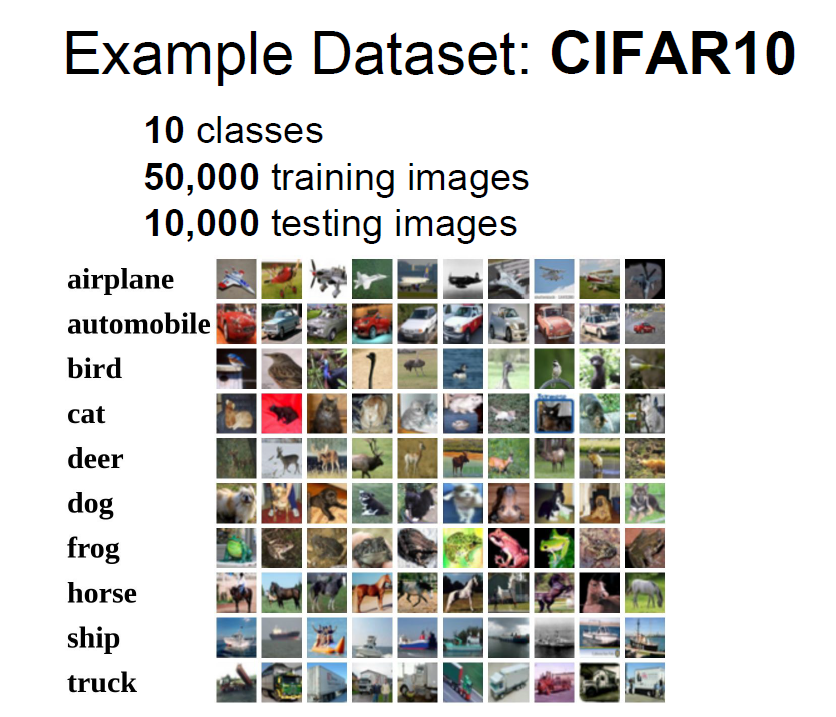 Example Dataset: CIFAR10
10 classes
50,000 training images
10,000 testing images
airplane
automobile
bird
cat
deer
dog
frog
horse
ship
truck